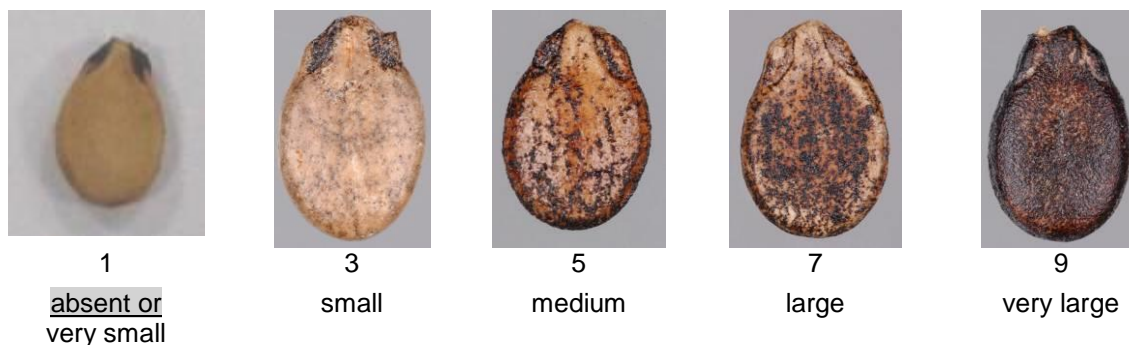 1 3 5 7 9
absent or small medium large very large
very small